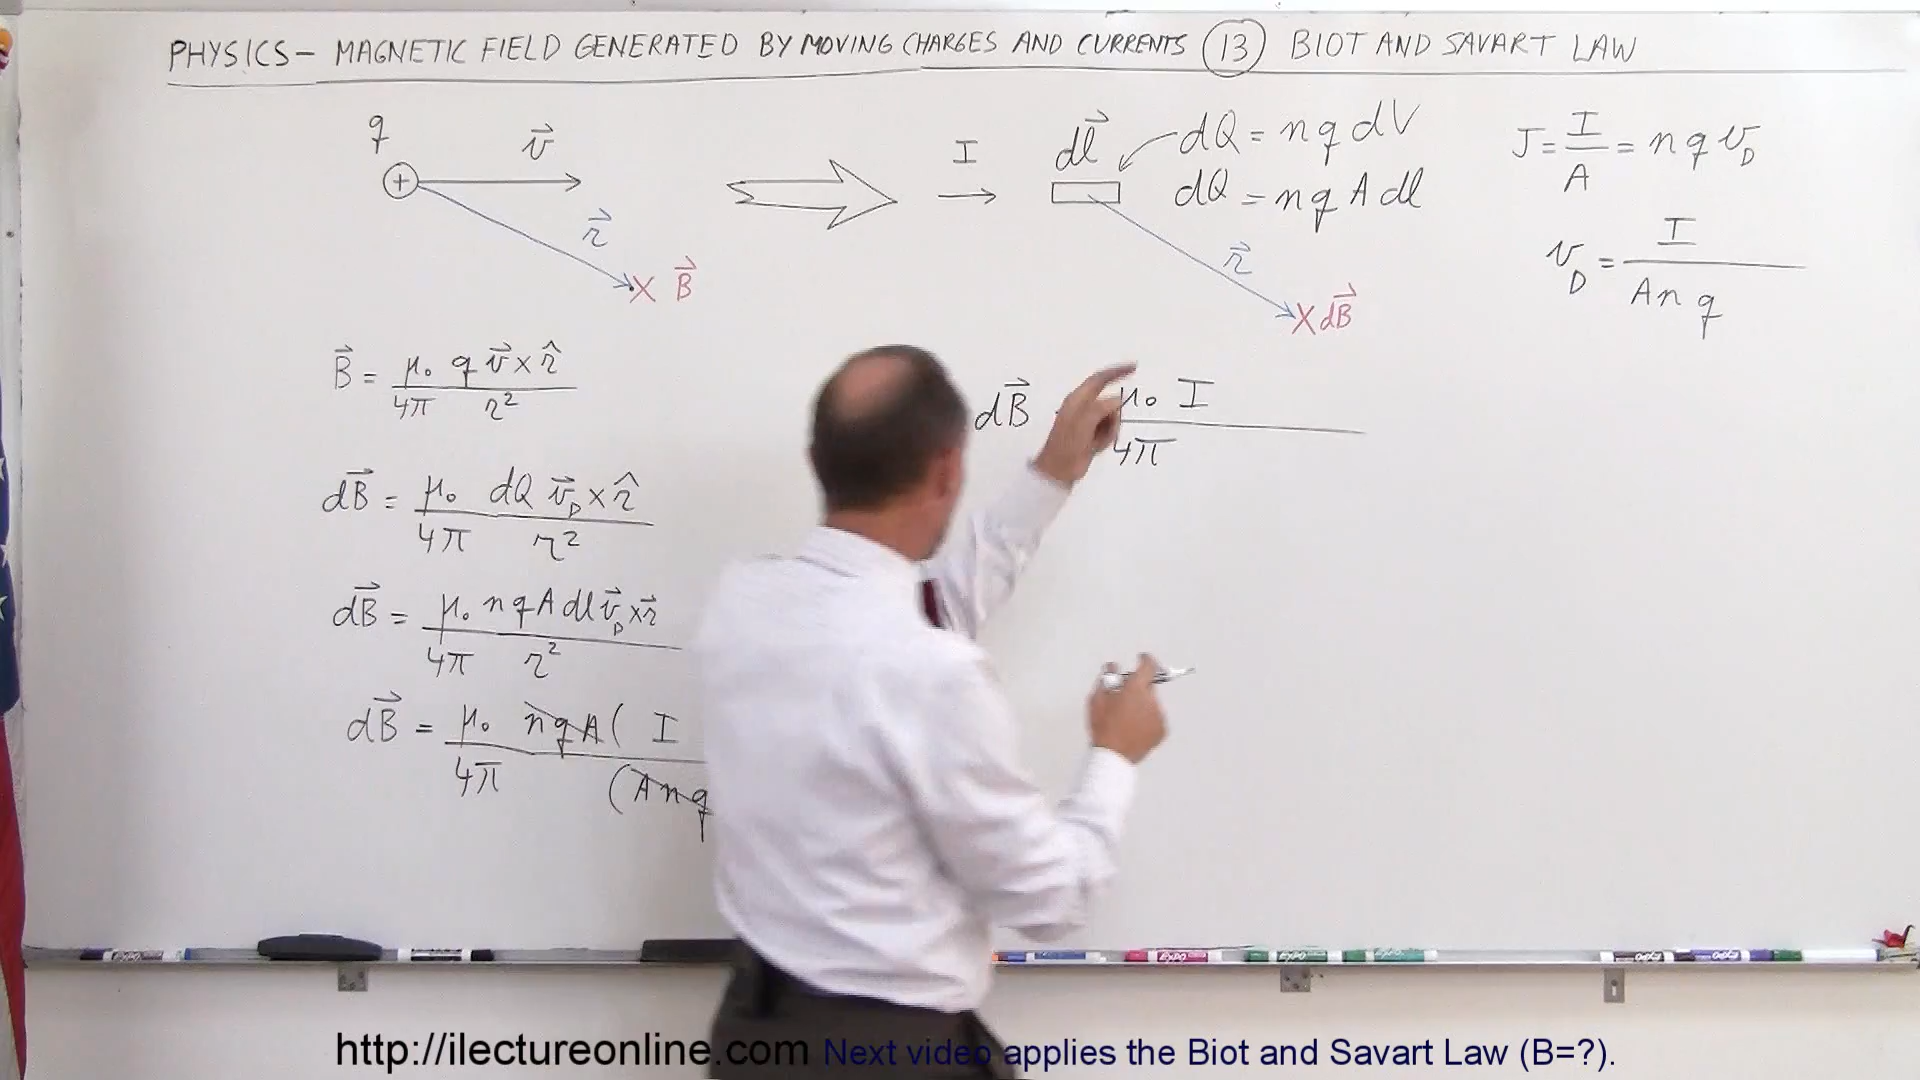 PHYSICS- MAGNETIC FIELD GENERATED BY MOVING CHARGES AND CURRENTS (13) BIOT AND SAVART LAW
q
v⃗
+
r⃗
× B⃗
I
dl⃗
dQ = nq dV
dQ = nq A dl
r⃗
× dB⃗
J = I/A = n q v_D
v_D = I / (A n q)
B⃗ = μ₀/4π q v⃗ × r̂ / r²
dB⃗ = μ₀/4π dQ v⃗_D × r̂ / r²
dB⃗ = μ₀/4π nqA dl v⃗_D × r⃗ / r²
dB⃗ = μ₀/4π nqA ( I / (Anq
dB⃗ μ₀ I / 4π
EXPO
http://ilectureonline.com Next video applies the Biot and Savart Law (B=?).